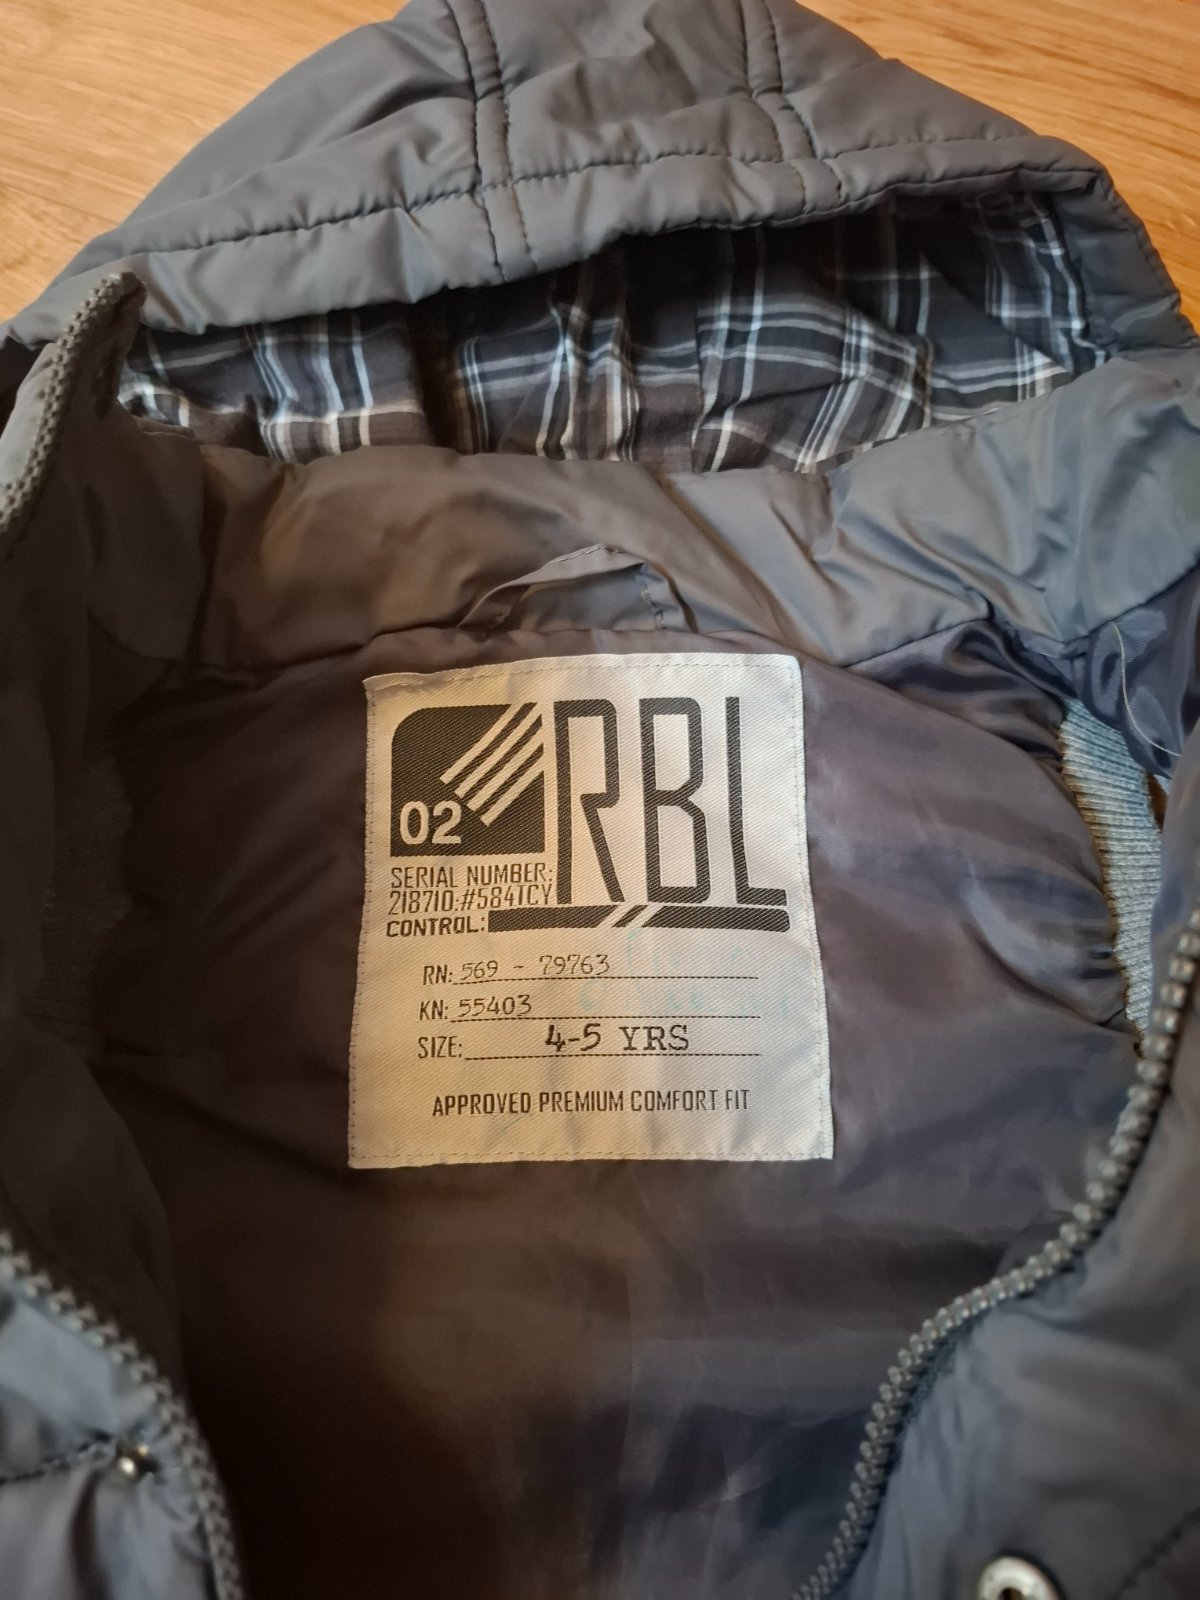 02
RBL
SERIAL NUMBER:
218710:#584TCY
CONTROL:
RN: 569 - 79763
KN: 55403
SIZE: 4-5 YRS
APPROVED PREMIUM COMFORT FIT